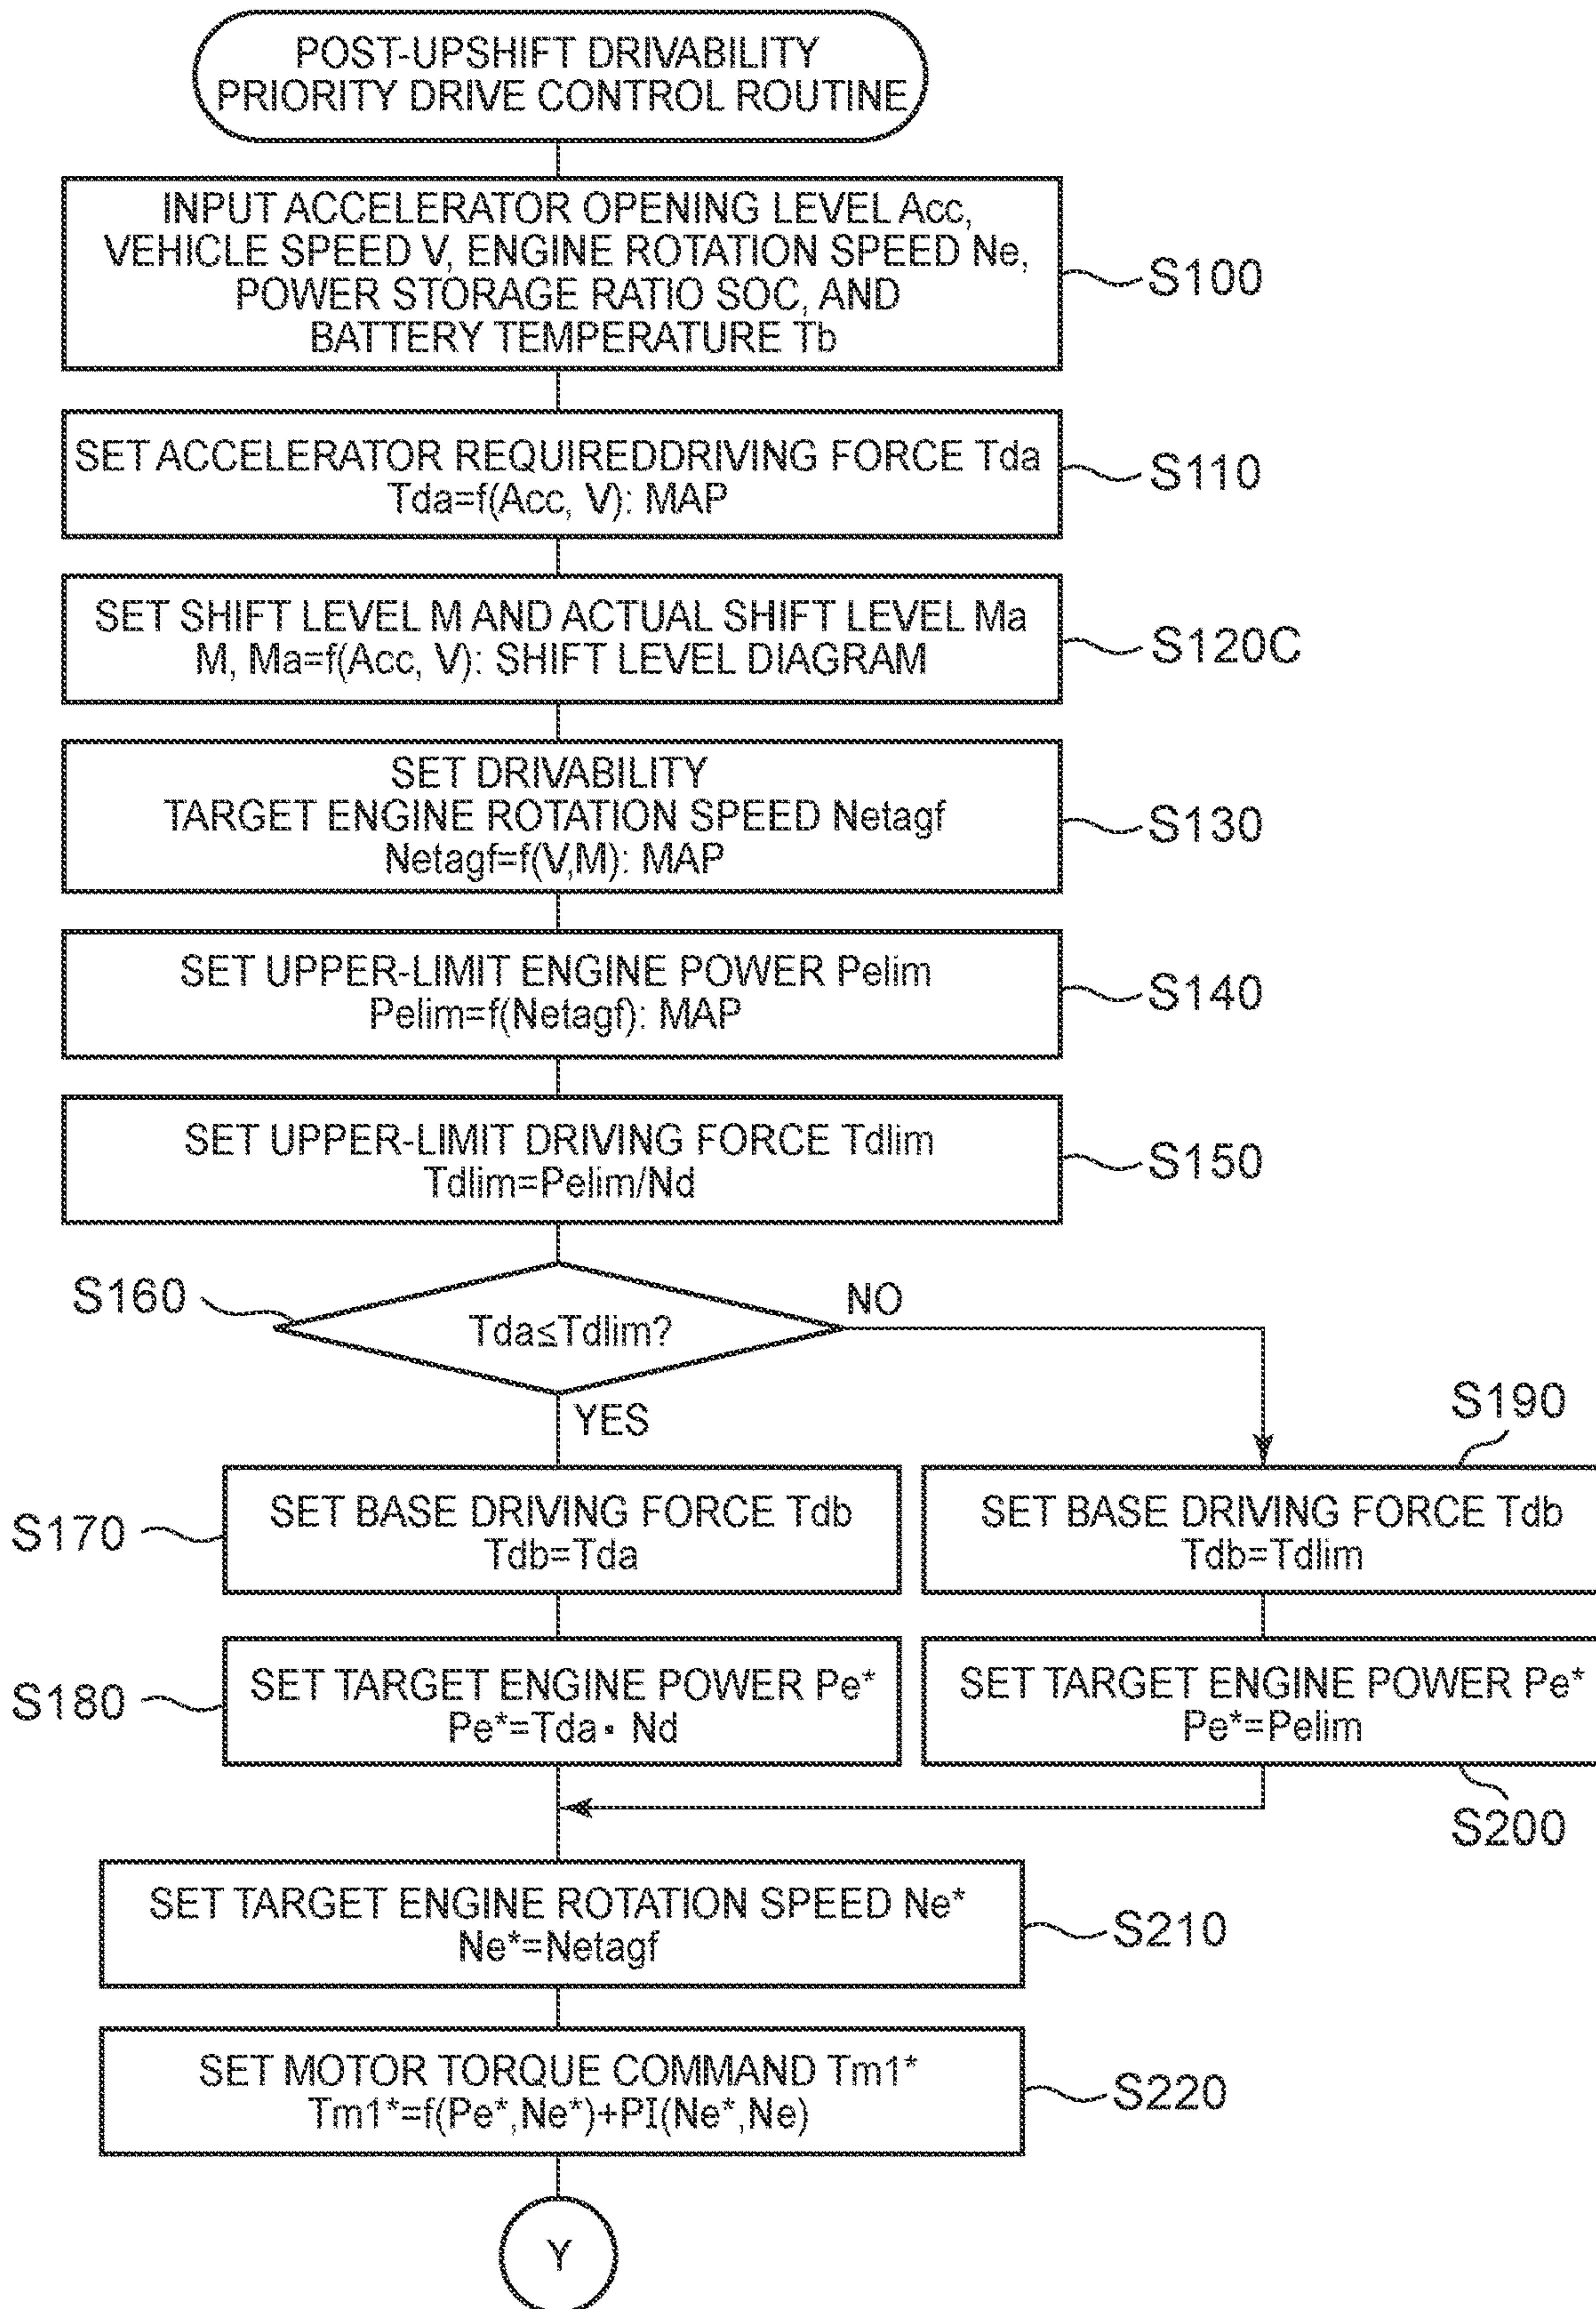 POST-UPSHIFT DRIVABILITY
PRIORITY DRIVE CONTROL ROUTINE
INPUT ACCELERATOR OPENING LEVEL Acc,
VEHICLE SPEED V, ENGINE ROTATION SPEED Ne,
POWER STORAGE RATIO SOC, AND
BATTERY TEMPERATURE Tb
S100
SET ACCELERATOR REQUIREDDRIVING FORCE Tda
Tda=f(Acc, V): MAP
S110
SET SHIFT LEVEL M AND ACTUAL SHIFT LEVEL Ma
M, Ma=f(Acc, V): SHIFT LEVEL DIAGRAM
S120C
SET DRIVABILITY
TARGET ENGINE ROTATION SPEED Netagf
Netagf=f(V,M): MAP
S130
SET UPPER-LIMIT ENGINE POWER Pelim
Pelim=f(Netagf): MAP
S140
SET UPPER-LIMIT DRIVING FORCE Tdlim
Tdlim=Pelim/Nd
S150
S160
Tda≤Tdlim?
NO
YES
S190
S170
SET BASE DRIVING FORCE Tdb
Tdb=Tda
SET BASE DRIVING FORCE Tdb
Tdb=Tdlim
S180
SET TARGET ENGINE POWER Pe*
Pe*=Tda・Nd
SET TARGET ENGINE POWER Pe*
Pe*=Pelim
S200
SET TARGET ENGINE ROTATION SPEED Ne*
Ne*=Netagf
S210
SET MOTOR TORQUE COMMAND Tm1*
Tm1*=f(Pe*,Ne*)+PI(Ne*,Ne)
S220
Y